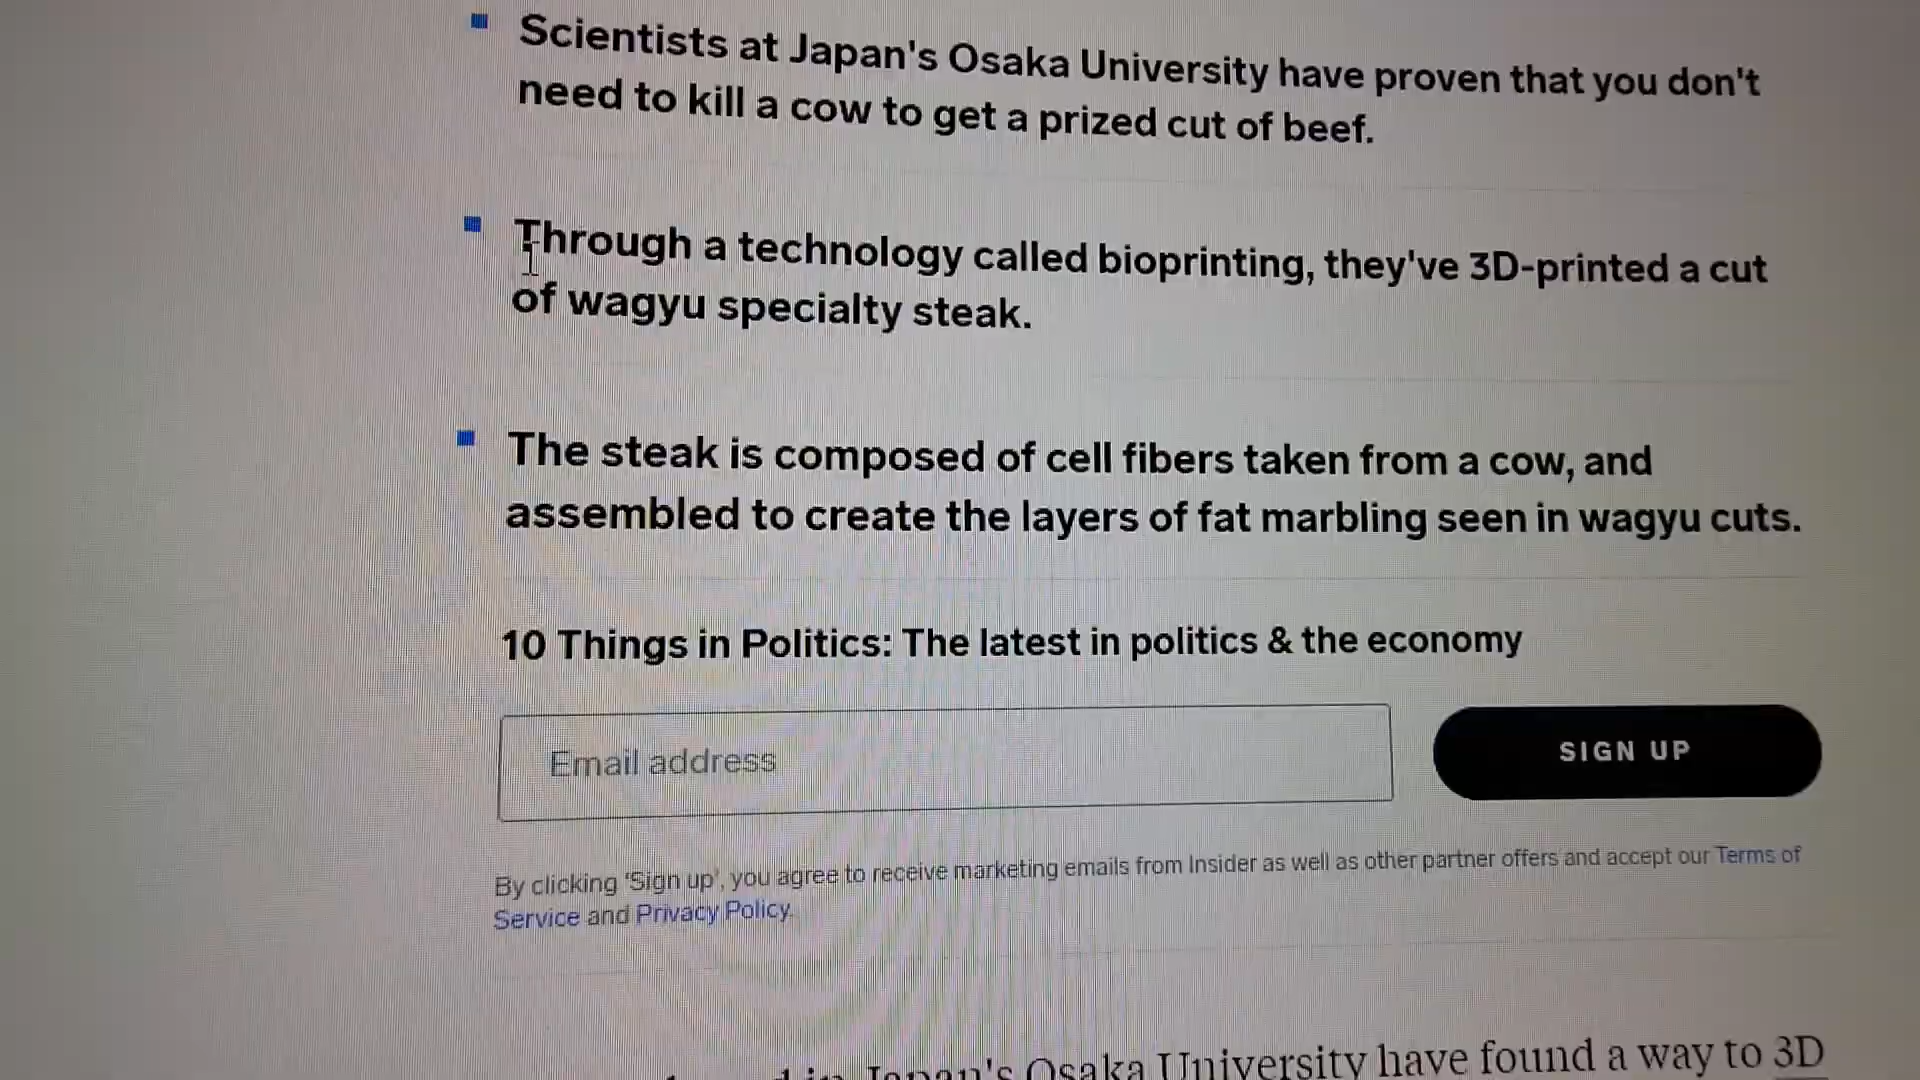 Scientists at Japan's Osaka University have proven that you don't
need to kill a cow to get a prized cut of beef.
Through a technology called bioprinting, they've 3D-printed a cut
of wagyu specialty steak.
The steak is composed of cell fibers taken from a cow, and
assembled to create the layers of fat marbling seen in wagyu cuts.
10 Things in Politics: The latest in politics & the economy
Email address
SIGN UP
By clicking 'Sign up', you agree to receive marketing emails from Insider as well as other partner offers and accept our Terms of
Service and Privacy Policy.
in Japan's Osaka University have found a way to 3D